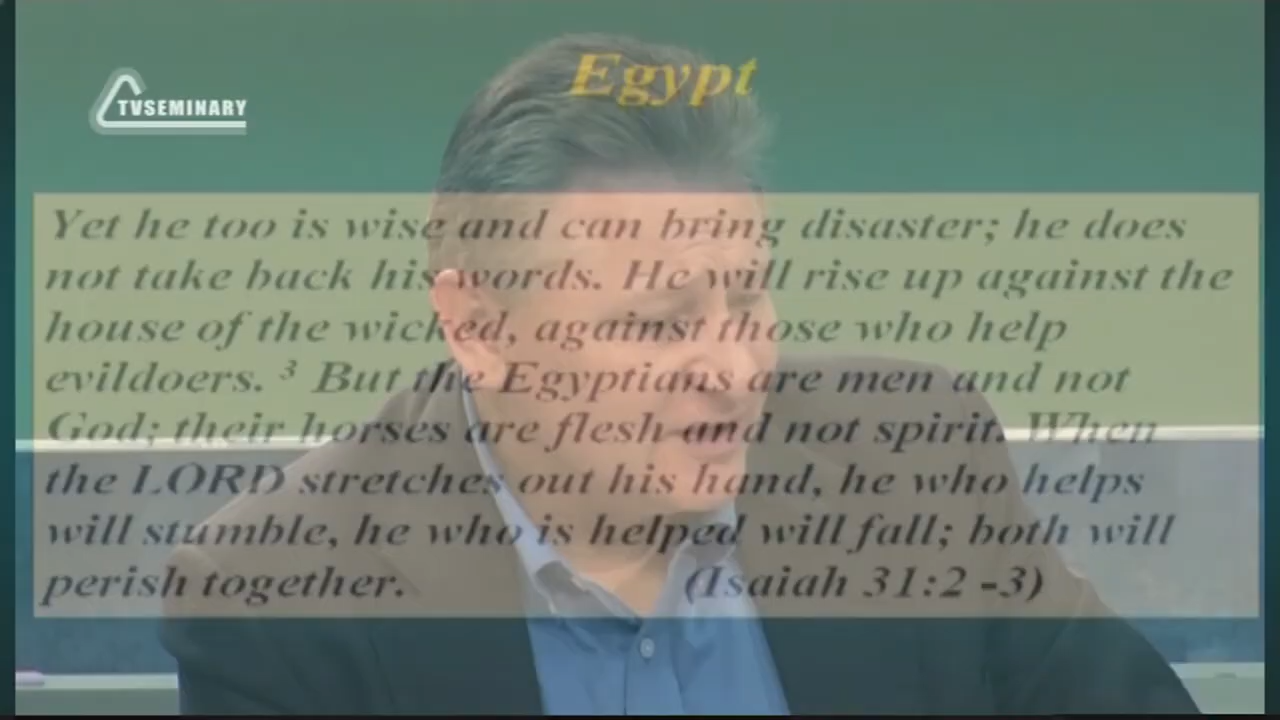 Egypt
TVSEMINARY
Yet he too is wise and can bring disaster; he does
not take back his words. He will rise up against the
house of the wicked, against those who help
evildoers. ³ But the Egyptians are men and not
God; their horses are flesh and not spirit. When
the LORD stretches out his hand, he who helps
will stumble, he who is helped will fall; both will
perish together. (Isaiah 31:2 -3)